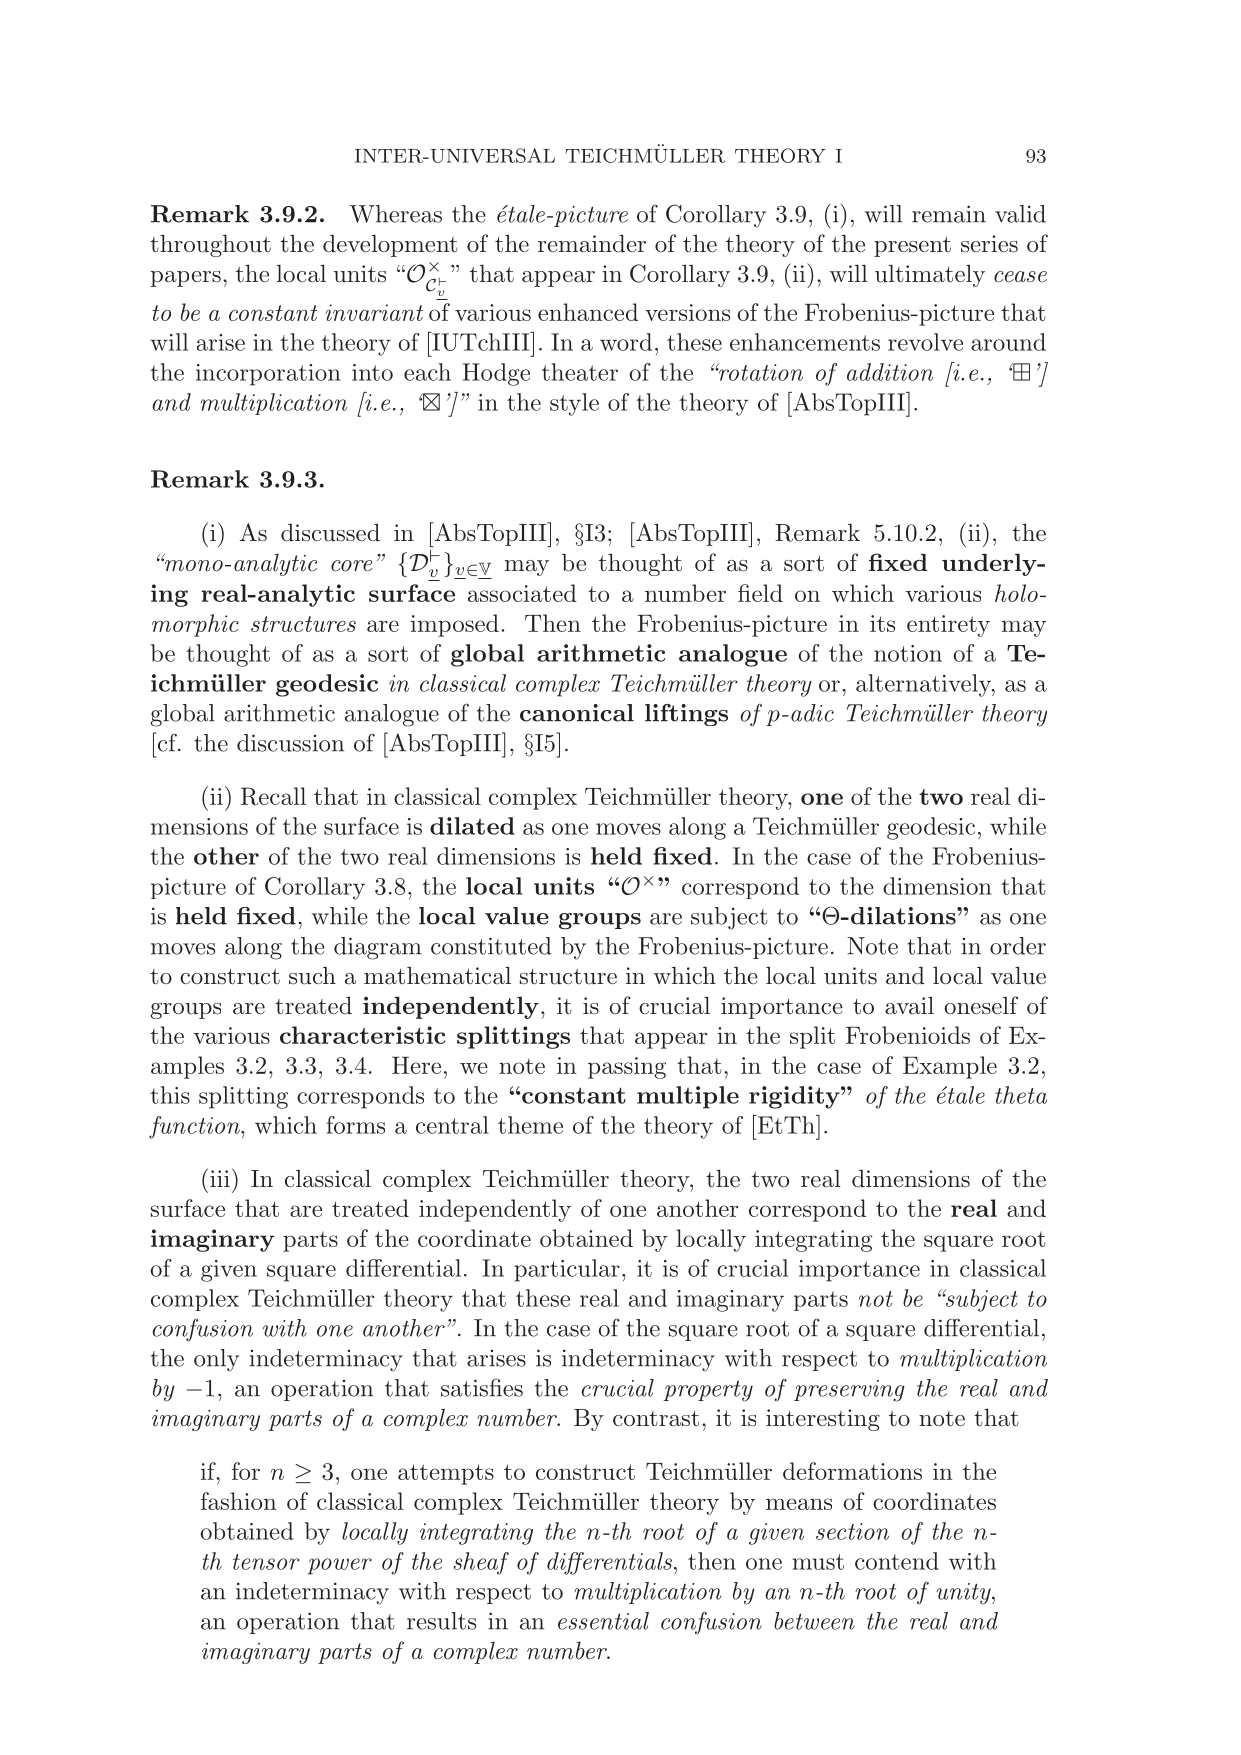 INTER-UNIVERSAL TEICHMÜLLER THEORY I 93
Remark 3.9.2. Whereas the étale-picture of Corollary 3.9, (i), will remain valid
throughout the development of the remainder of the theory of the present series of
papers, the local units “𝒪^×_{𝒞^⊢_v}” that appear in Corollary 3.9, (ii), will ultimately cease
to be a constant invariant of various enhanced versions of the Frobenius-picture that
will arise in the theory of [IUTchIII]. In a word, these enhancements revolve around
the incorporation into each Hodge theater of the “rotation of addition [i.e., ‘⊞’]
and multiplication [i.e., ‘⊠’]” in the style of the theory of [AbsTopIII].
Remark 3.9.3.
(i) As discussed in [AbsTopIII], §I3; [AbsTopIII], Remark 5.10.2, (ii), the
“mono-analytic core” {𝒟^⊢_v}_{v∈𝕍} may be thought of as a sort of fixed underly-
ing real-analytic surface associated to a number field on which various holo-
morphic structures are imposed. Then the Frobenius-picture in its entirety may
be thought of as a sort of global arithmetic analogue of the notion of a Te-
ichmüller geodesic in classical complex Teichmüller theory or, alternatively, as a
global arithmetic analogue of the canonical liftings of p-adic Teichmüller theory
[cf. the discussion of [AbsTopIII], §I5].
(ii) Recall that in classical complex Teichmüller theory, one of the two real di-
mensions of the surface is dilated as one moves along a Teichmüller geodesic, while
the other of the two real dimensions is held fixed. In the case of the Frobenius-
picture of Corollary 3.8, the local units “𝒪^×” correspond to the dimension that
is held fixed, while the local value groups are subject to “Θ-dilations” as one
moves along the diagram constituted by the Frobenius-picture. Note that in order
to construct such a mathematical structure in which the local units and local value
groups are treated independently, it is of crucial importance to avail oneself of
the various characteristic splittings that appear in the split Frobenioids of Ex-
amples 3.2, 3.3, 3.4. Here, we note in passing that, in the case of Example 3.2,
this splitting corresponds to the “constant multiple rigidity” of the étale theta
function, which forms a central theme of the theory of [EtTh].
(iii) In classical complex Teichmüller theory, the two real dimensions of the
surface that are treated independently of one another correspond to the real and
imaginary parts of the coordinate obtained by locally integrating the square root
of a given square differential. In particular, it is of crucial importance in classical
complex Teichmüller theory that these real and imaginary parts not be “subject to
confusion with one another”. In the case of the square root of a square differential,
the only indeterminacy that arises is indeterminacy with respect to multiplication
by −1, an operation that satisfies the crucial property of preserving the real and
imaginary parts of a complex number. By contrast, it is interesting to note that
if, for n ≥ 3, one attempts to construct Teichmüller deformations in the
fashion of classical complex Teichmüller theory by means of coordinates
obtained by locally integrating the n-th root of a given section of the n-
th tensor power of the sheaf of differentials, then one must contend with
an indeterminacy with respect to multiplication by an n-th root of unity,
an operation that results in an essential confusion between the real and
imaginary parts of a complex number.